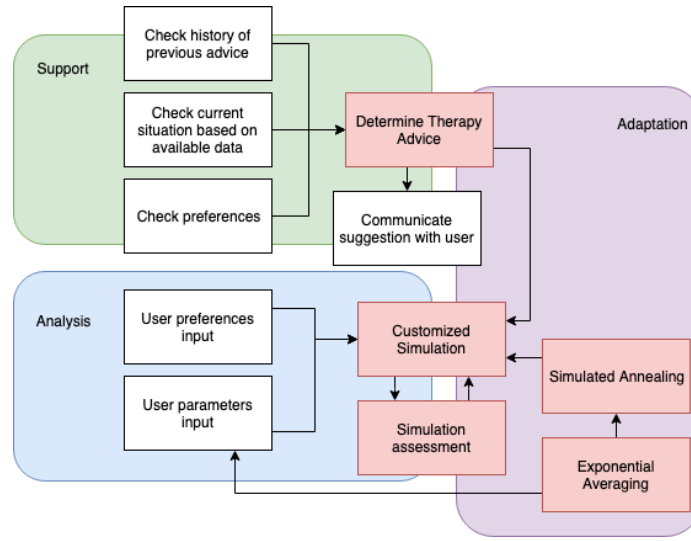 Check history of
previous advice
Support
Check current
situation based on
available data
Determine Therapy
Advice
Adaptation
Check preferences
Communicate
suggestion with user
Analysis
User preferences
input
Customized
Simulation
Simulated Annealing
User parameters
input
Simulation
assessment
Exponential
Averaging